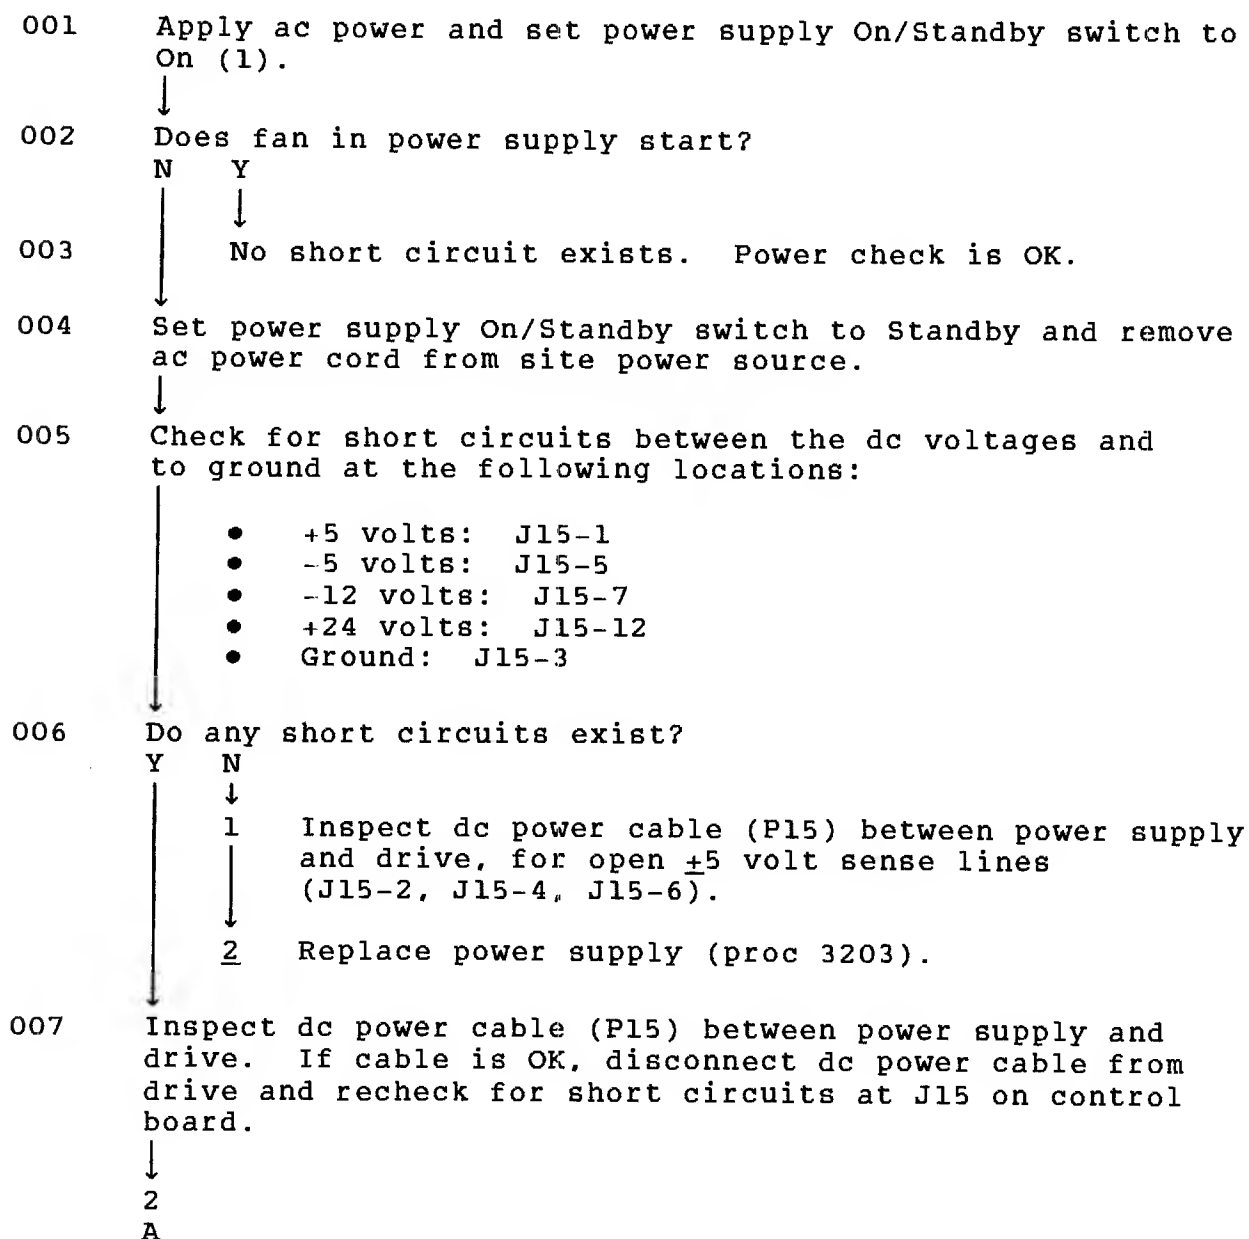 001 Apply ac power and set power supply On/Standby switch to
On (1).
002 Does fan in power supply start?
N Y
003 No short circuit exists. Power check is OK.
004 Set power supply On/Standby switch to Standby and remove
ac power cord from site power source.
005 Check for short circuits between the dc voltages and
to ground at the following locations:
• +5 volts: J15-1
• -5 volts: J15-5
• -12 volts: J15-7
• +24 volts: J15-12
• Ground: J15-3
006 Do any short circuits exist?
Y N
1 Inspect dc power cable (P15) between power supply
and drive, for open ±5 volt sense lines
(J15-2, J15-4, J15-6).
2 Replace power supply (proc 3203).
007 Inspect dc power cable (P15) between power supply and
drive. If cable is OK, disconnect dc power cable from
drive and recheck for short circuits at J15 on control
board.
2
A